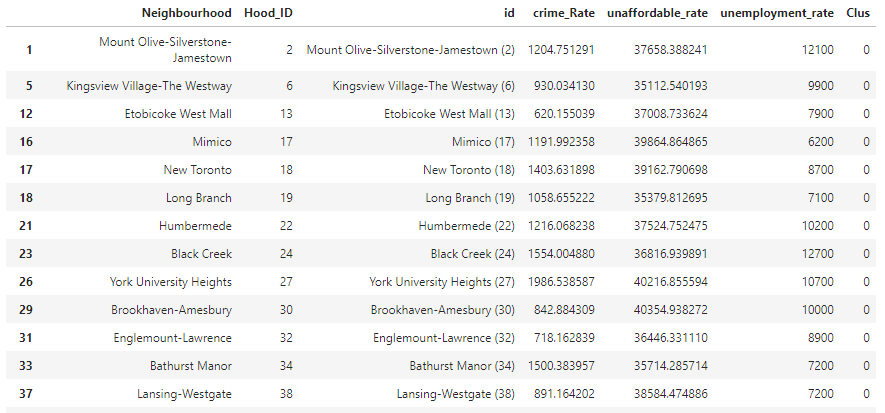 Neighbourhood Hood_ID id crime_Rate unaffordable_rate unemployment_rate Clus
1 Mount Olive-Silverstone-Jamestown 2 Mount Olive-Silverstone-Jamestown (2) 1204.751291 37658.388241 12100 0
5 Kingsview Village-The Westway 6 Kingsview Village-The Westway (6) 930.034130 35112.540193 9900 0
12 Etobicoke West Mall 13 Etobicoke West Mall (13) 620.155039 37008.733624 7900 0
16 Mimico 17 Mimico (17) 1191.992358 39864.864865 6200 0
17 New Toronto 18 New Toronto (18) 1403.631898 39162.790698 8700 0
18 Long Branch 19 Long Branch (19) 1058.655222 35379.812695 7100 0
21 Humbermede 22 Humbermede (22) 1216.068238 37524.752475 10200 0
23 Black Creek 24 Black Creek (24) 1554.004880 36816.939891 12700 0
26 York University Heights 27 York University Heights (27) 1986.538587 40216.855594 10700 0
29 Brookhaven-Amesbury 30 Brookhaven-Amesbury (30) 842.884309 40354.938272 10000 0
31 Englemount-Lawrence 32 Englemount-Lawrence (32) 718.162839 36446.331110 8900 0
33 Bathurst Manor 34 Bathurst Manor (34) 1500.383957 35714.285714 7200 0
37 Lansing-Westgate 38 Lansing-Westgate (38) 891.164202 38584.474886 7200 0